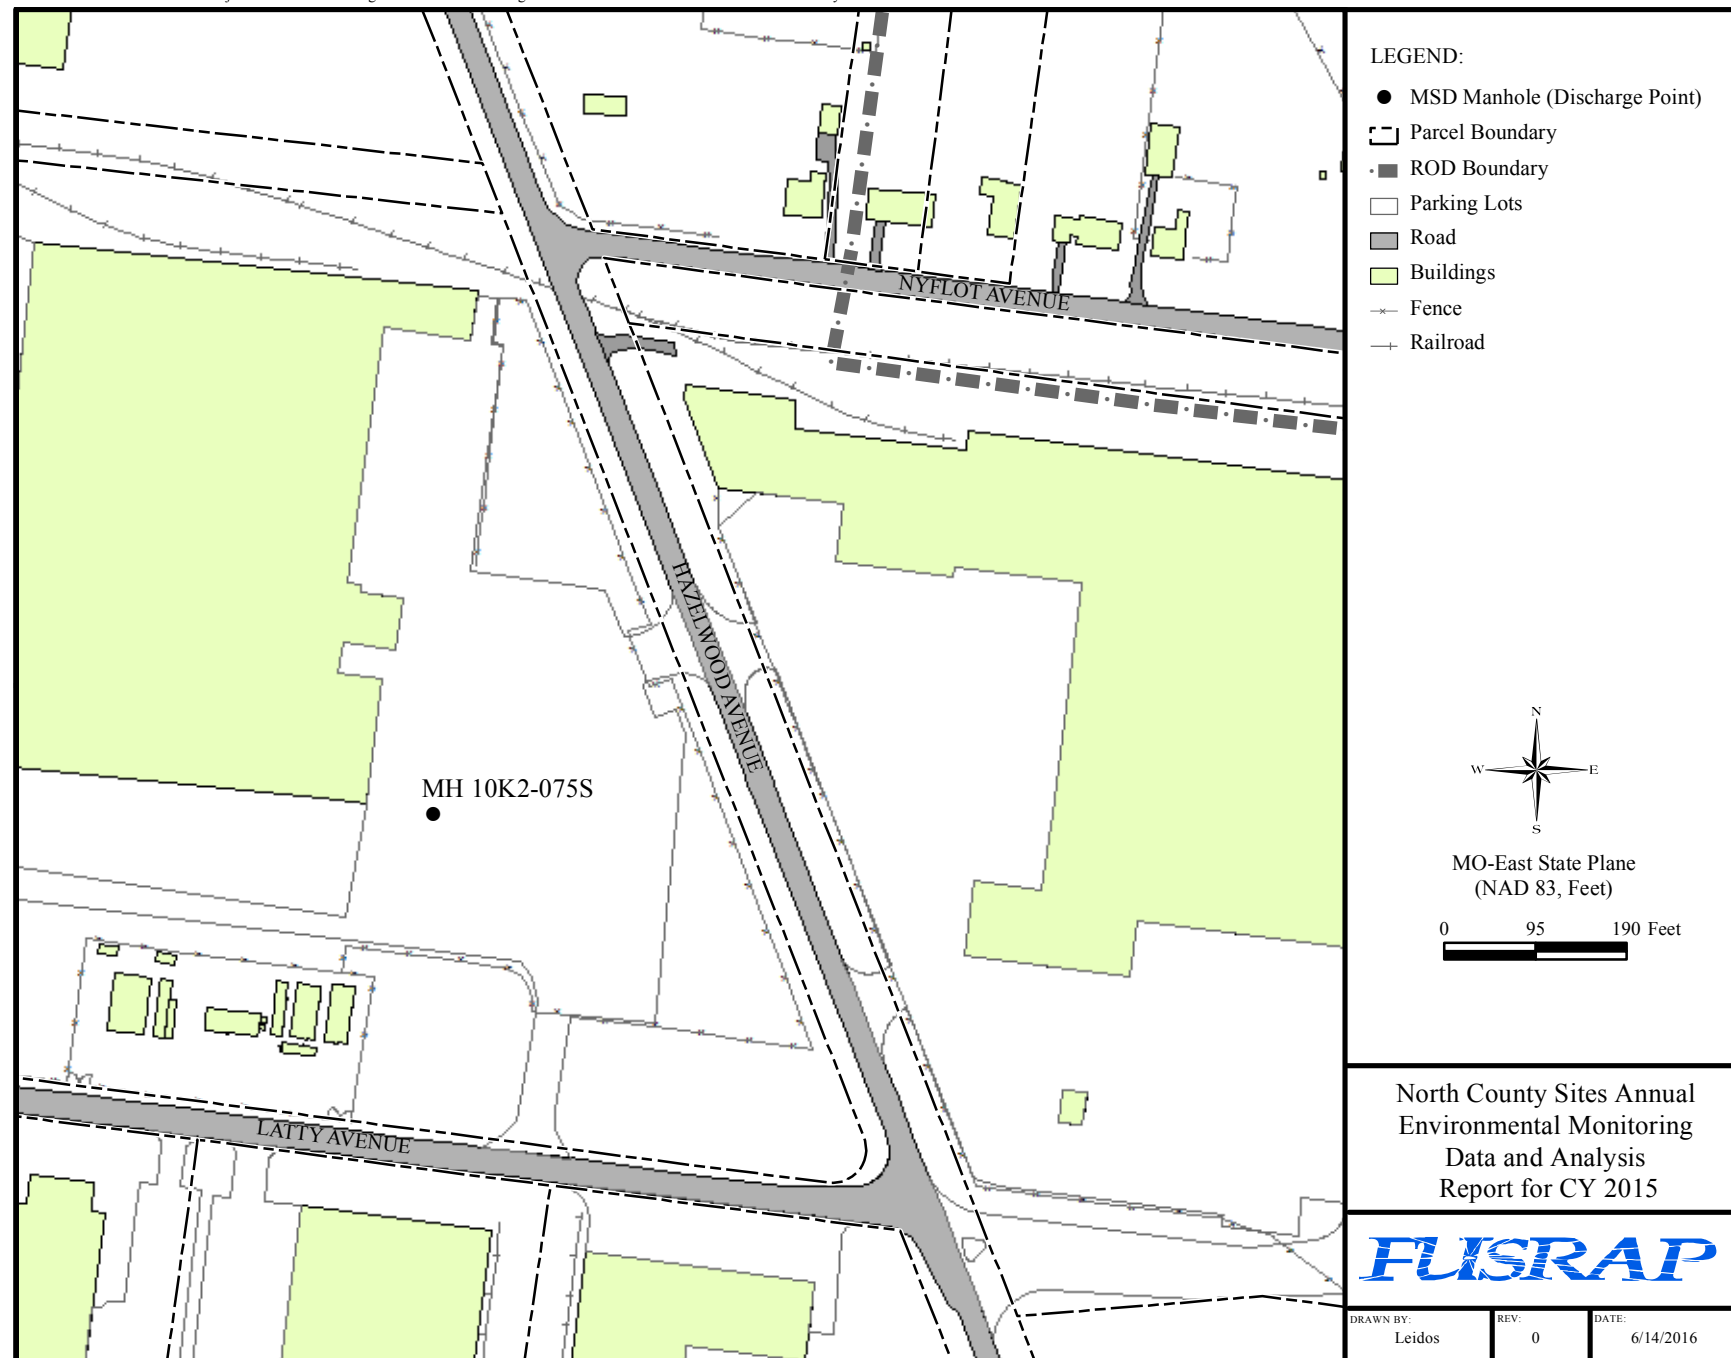 LEGEND:
MSD Manhole (Discharge Point)
Parcel Boundary
ROD Boundary
Parking Lots
Road
Buildings
Fence
Railroad
NYFLOT AVENUE
HAZELWOOD AVENUE
MH 10K2-075S
LATTY AVENUE
N
W E
S
MO-East State Plane
(NAD 83, Feet)
0 95 190 Feet
North County Sites Annual
Environmental Monitoring
Data and Analysis
Report for CY 2015
FUSRAP
DRAWN BY: REV: DATE:
Leidos 0 6/14/2016